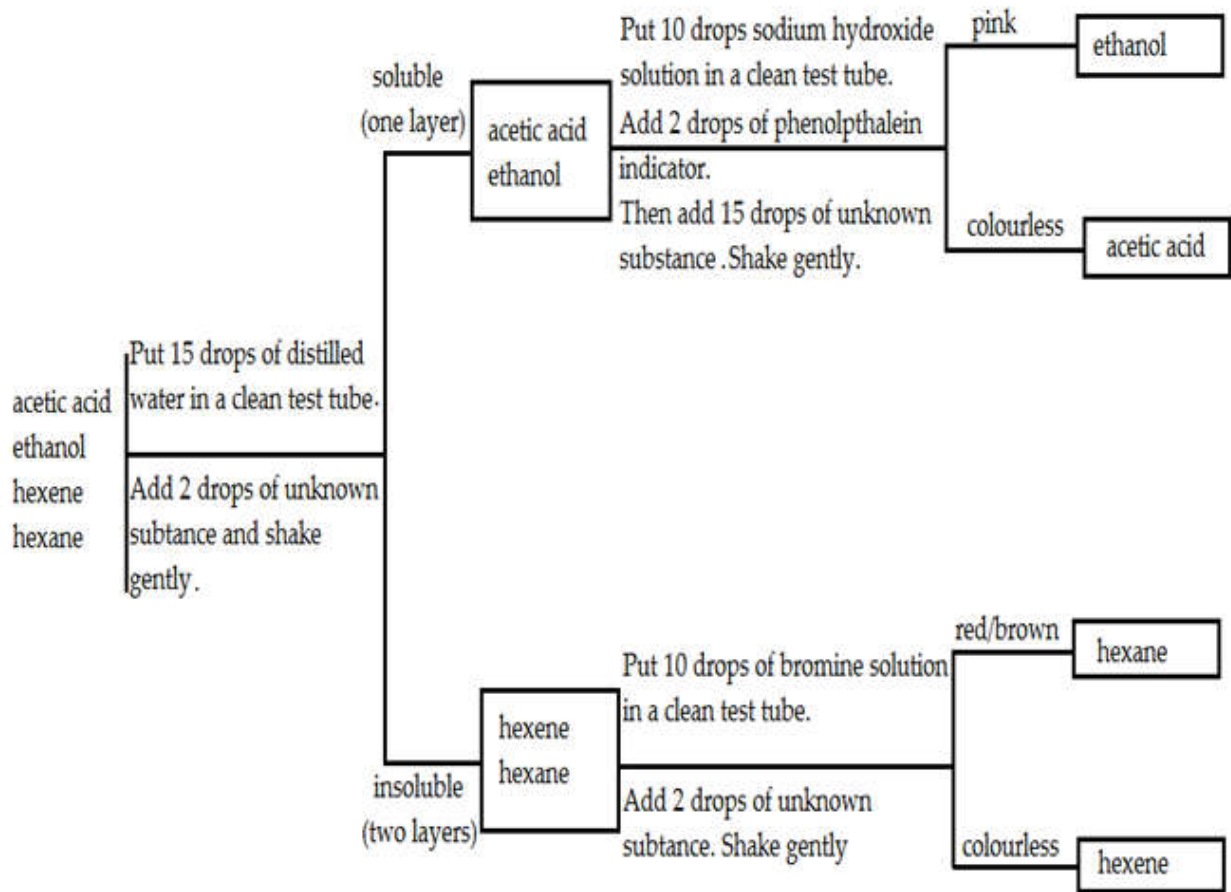 acetic acid
ethanol
hexene
hexane
Put 15 drops of distilled
water in a clean test tube.
Add 2 drops of unknown
subtance and shake
gently.
soluble
(one layer)
acetic acid
ethanol
Put 10 drops sodium hydroxide
solution in a clean test tube.
Add 2 drops of phenolpthalein
indicator.
Then add 15 drops of unknown
substance .Shake gently.
pink
ethanol
colourless
acetic acid
insoluble
(two layers)
hexene
hexane
Put 10 drops of bromine solution
in a clean test tube.
Add 2 drops of unknown
subtance. Shake gently
red/brown
hexane
colourless
hexene